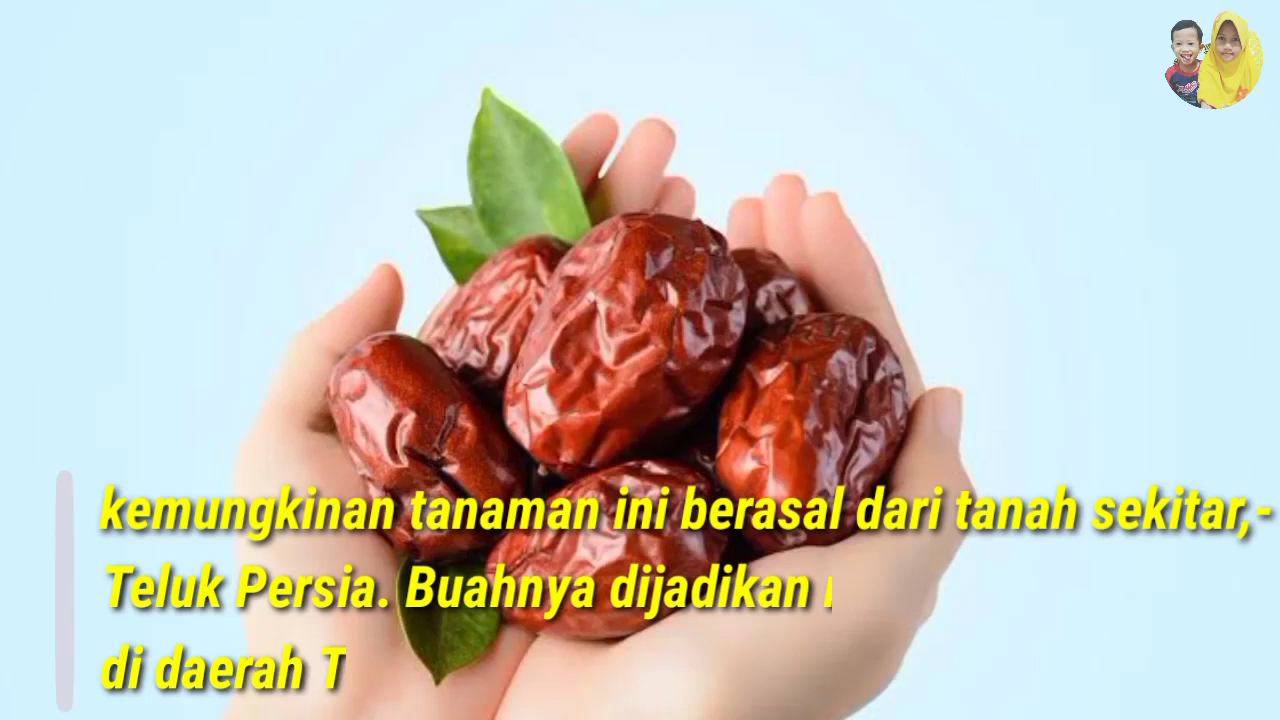 kemungkinan tanaman ini berasal dari tanah sekitar,-
Teluk Persia. Buahnya dijadikan
di daerah T